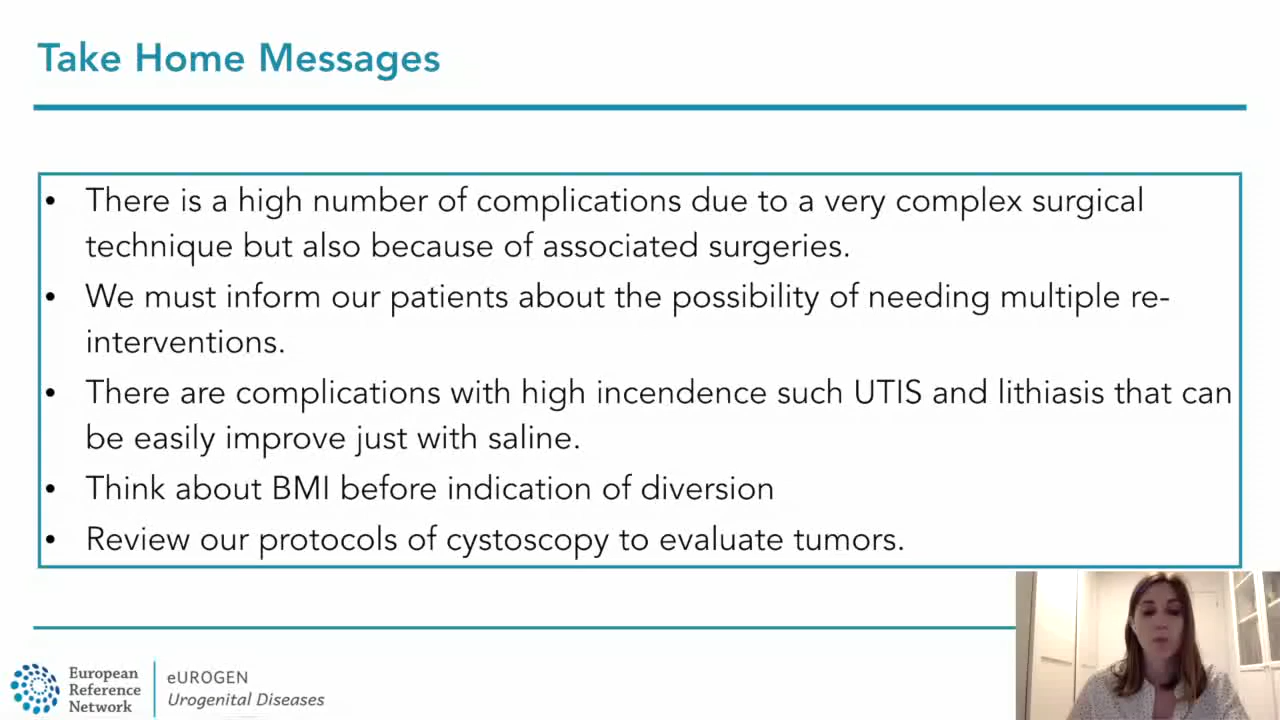 Take Home Messages
• There is a high number of complications due to a very complex surgical
technique but also because of associated surgeries.
• We must inform our patients about the possibility of needing multiple re-
interventions.
• There are complications with high incendence such UTIS and lithiasis that can
be easily improve just with saline.
• Think about BMI before indication of diversion
• Review our protocols of cystoscopy to evaluate tumors.
European
Reference
Network
eUROGEN
Urogenital Diseases